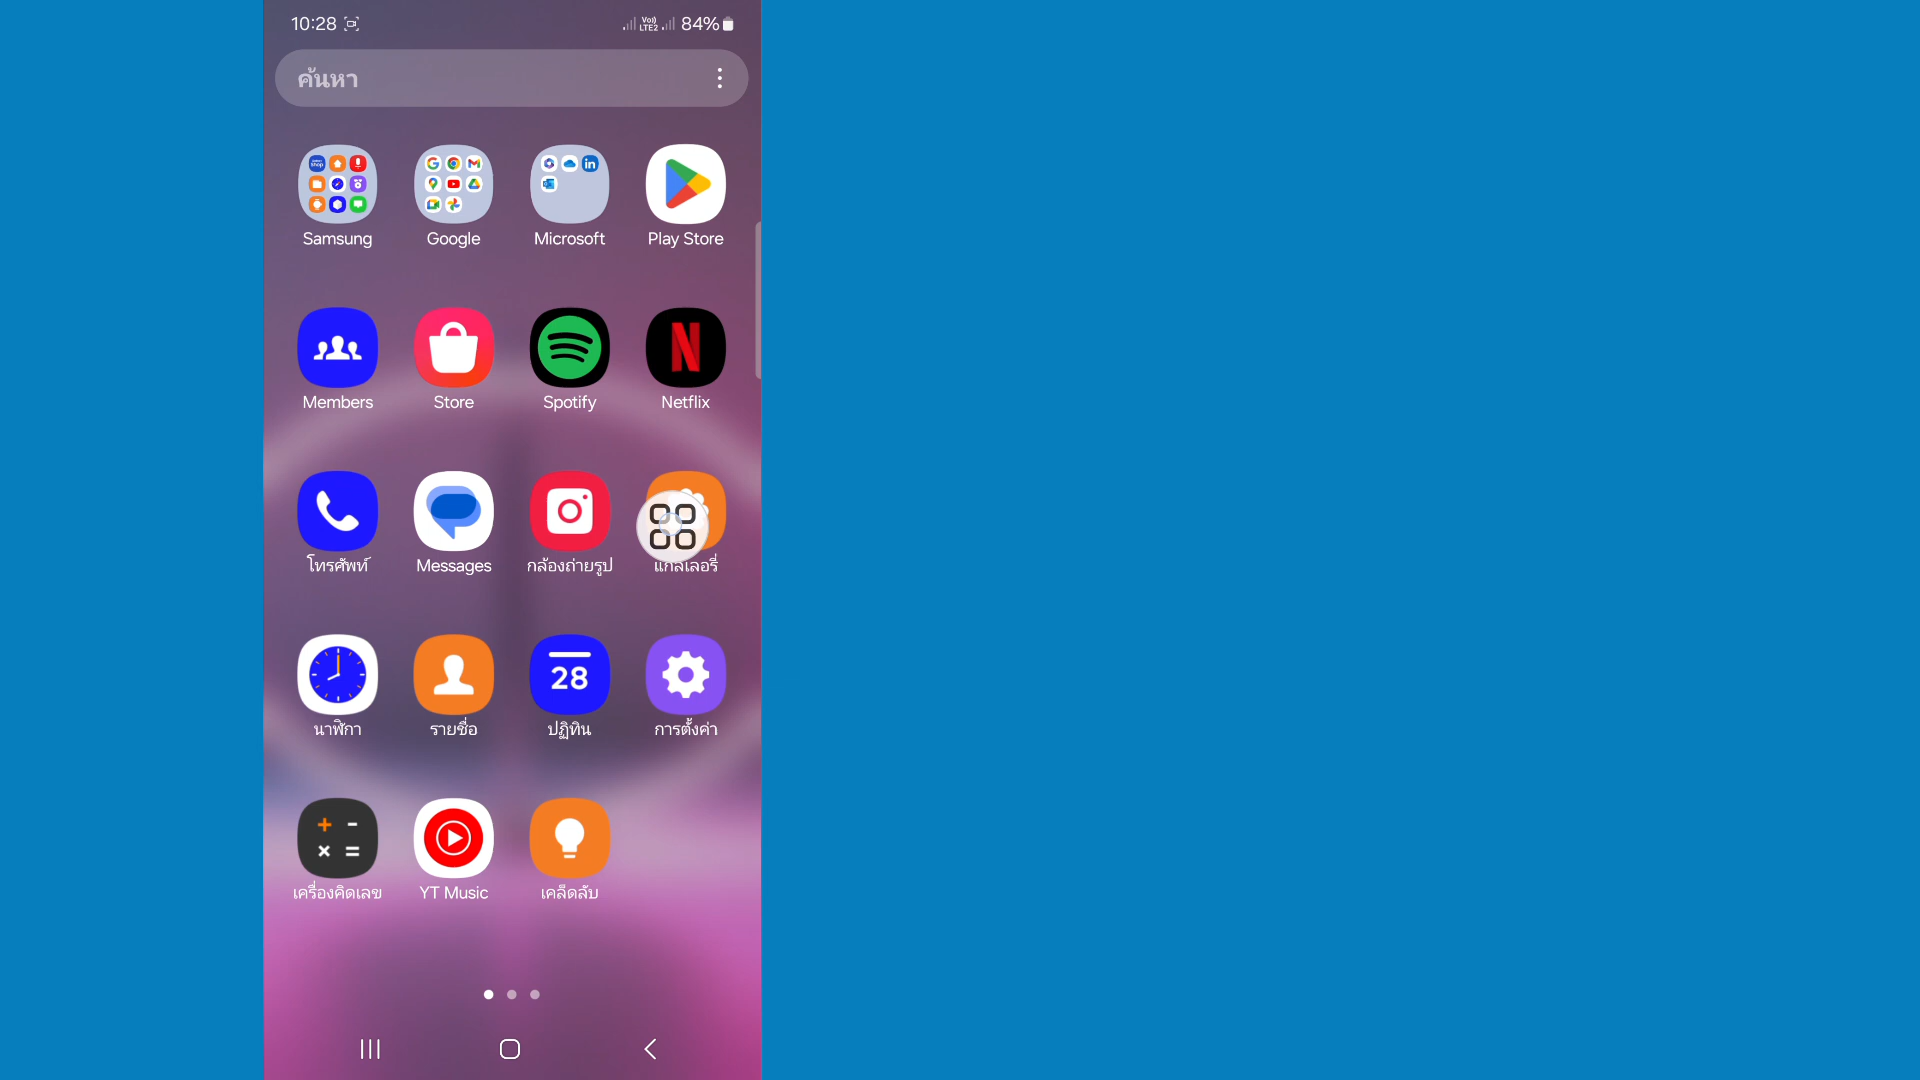 10:28
Vo)) LTE2 84%
ค้นหา
Samsung Google Microsoft Play Store
Members Store Spotify Netflix
โทรศัพท์ Messages กล้องถ่ายรูป แกลเลอรี่
28
นาฬิกา รายชื่อ ปฏิทิน การตั้งค่า
เครื่องคิดเลข YT Music เคล็ดลับ